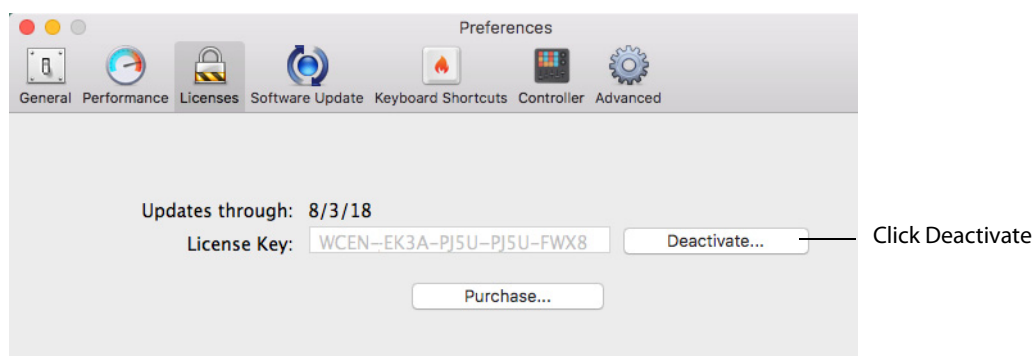 Preferences
General Performance Licenses Software Update Keyboard Shortcuts Controller Advanced
Updates through: 8/3/18
License Key: WCEN–EK3A–PJ5U–PJ5U–FWX8 Deactivate... Click Deactivate
Purchase...